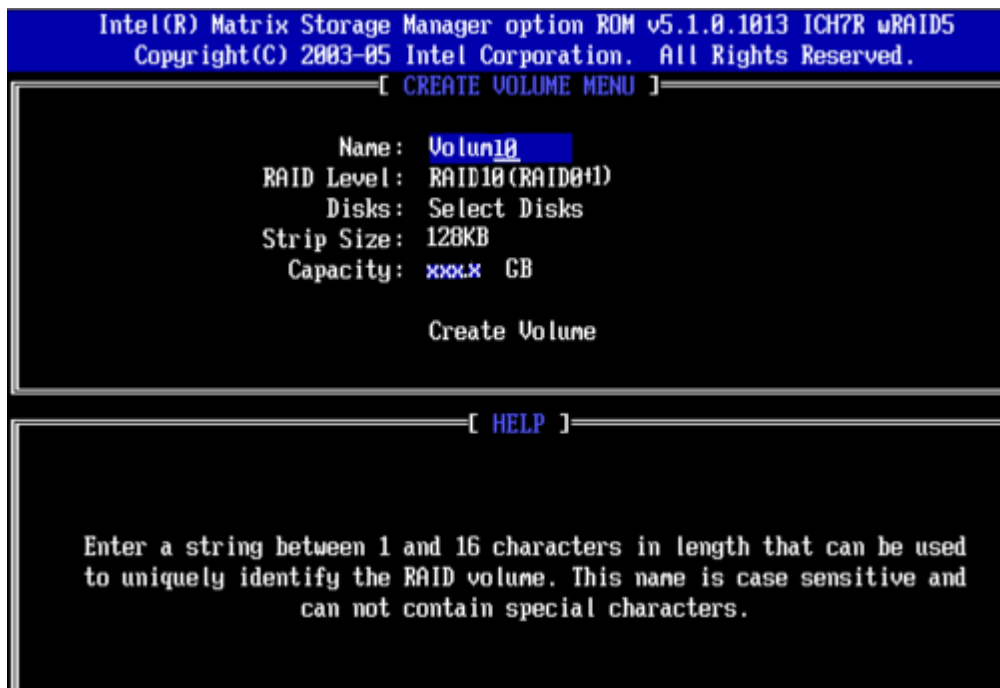 Intel(R) Matrix Storage Manager option ROM v5.1.0.1013 ICH7R wRAID5
Copyright(C) 2003-05 Intel Corporation. All Rights Reserved.
[ CREATE VOLUME MENU ]
Name: Volum10
RAID Level: RAID10(RAID0+1)
Disks: Select Disks
Strip Size: 128KB
Capacity: xxx.x GB
Create Volume
[ HELP ]
Enter a string between 1 and 16 characters in length that can be used
to uniquely identify the RAID volume. This name is case sensitive and
can not contain special characters.